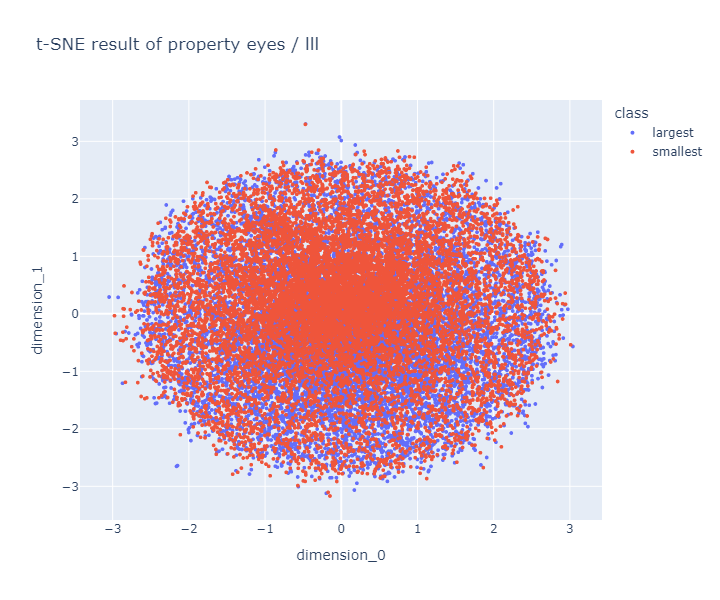 t-SNE result of property eyes / lll
class
largest
smallest
3
2
1
0
−1
−2
−3
dimension_1
−3
−2
−1
0
1
2
3
dimension_0